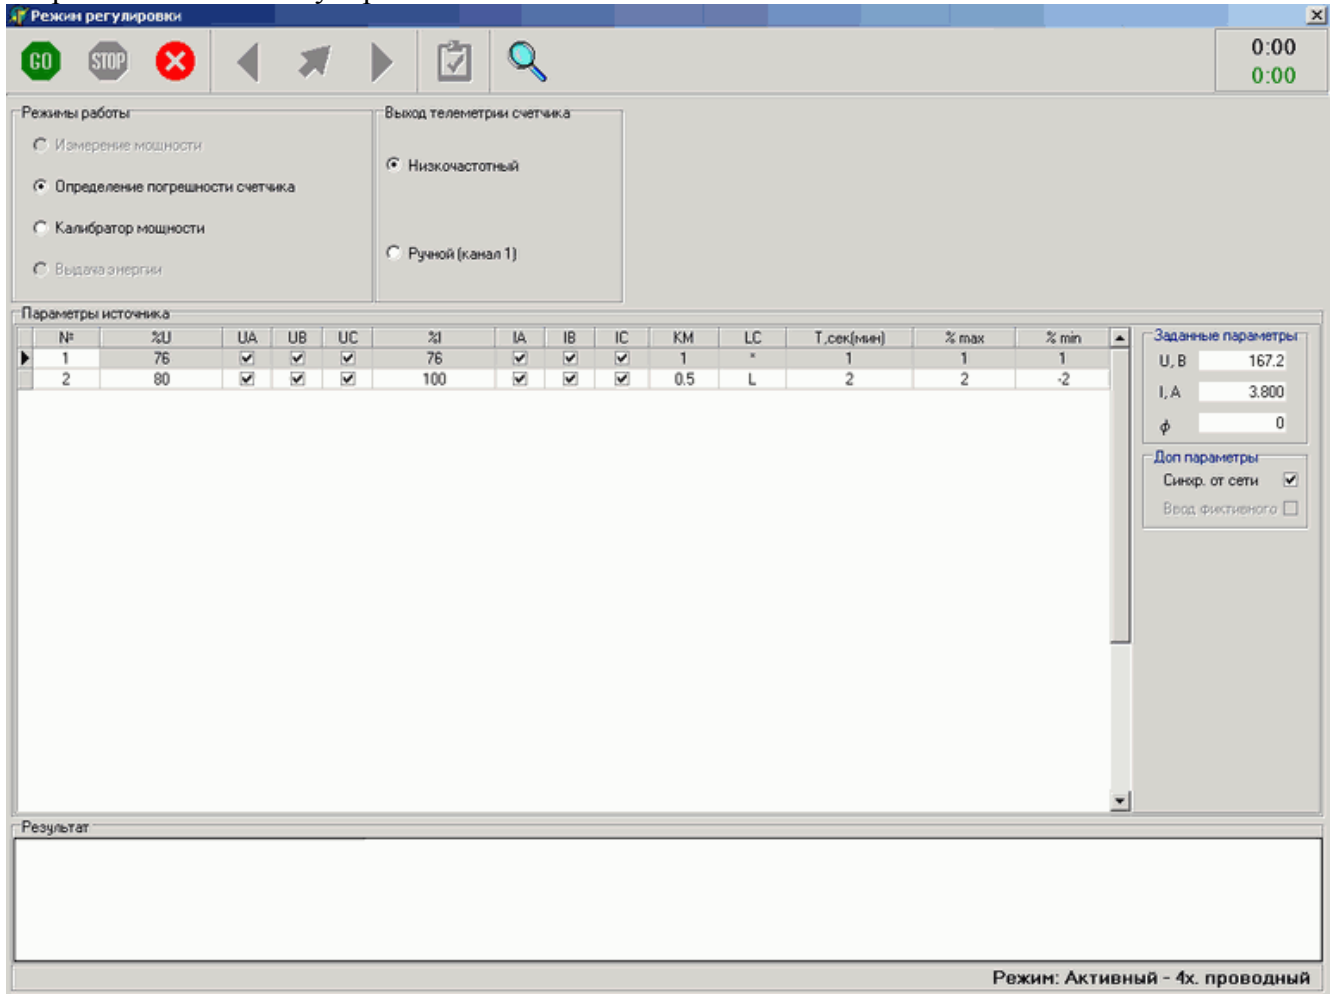 Режим регулировки
GO STOP
0:00
0:00
Режимы работы
Измерение мощности
Определение погрешности счетчика
Калибратор мощности
Выдача энергии
Выход телеметрии счетчика
Низкочастотный
Ручной (канал 1)
Параметры источника
№ %U UA UB UC %I IA IB IC КМ LC Т,сек(мин) % max % min
1 76 76 1 * 1 1 1
2 80 100 0.5 L 2 2 -2
Заданные параметры
U, В 167.2
I, А 3.800
ϕ 0
Доп параметры
Синхр. от сети
Ввод фиктивного
Результат
Режим: Активный - 4х. проводный